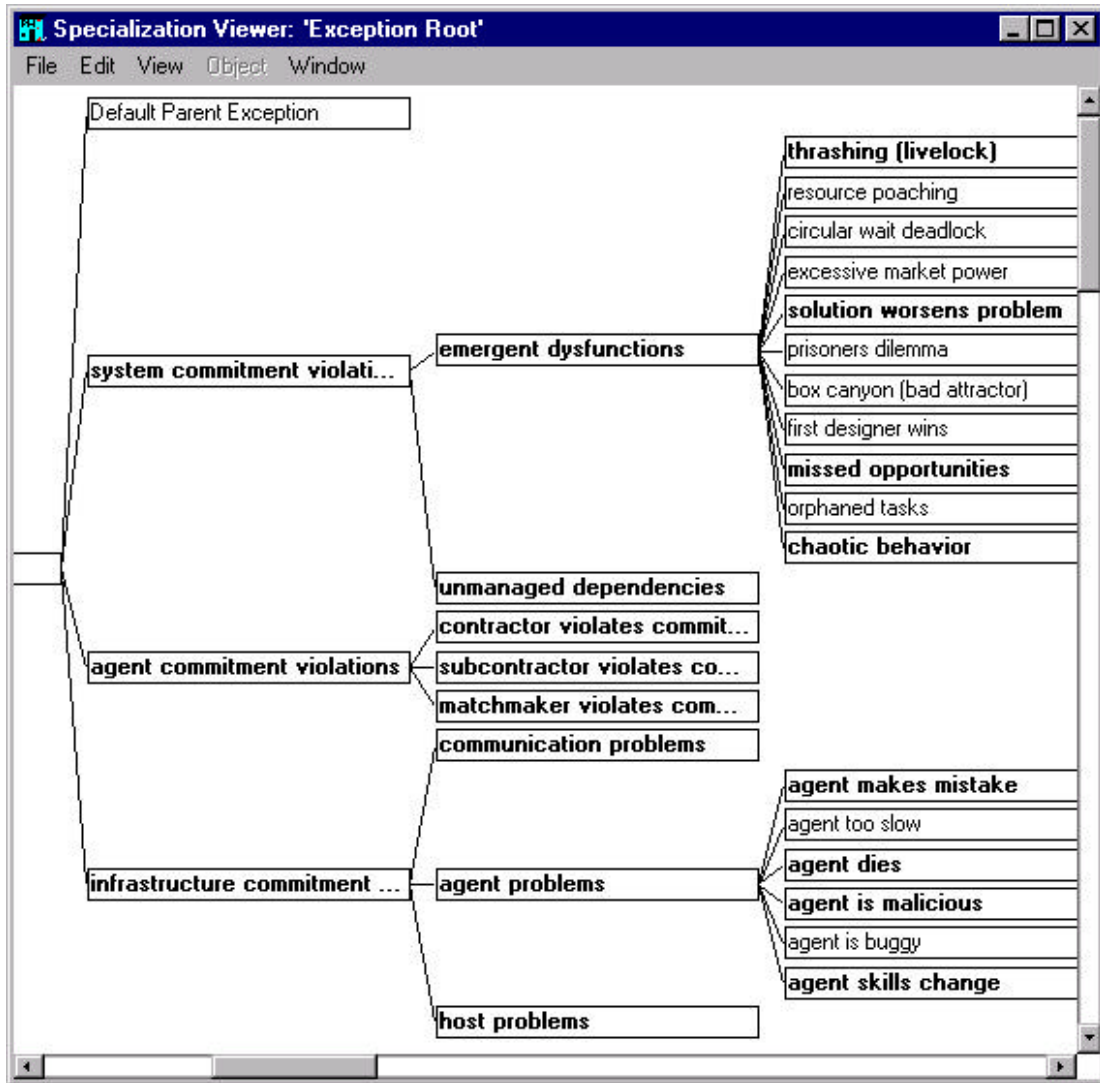 Specialization Viewer: 'Exception Root'
File Edit View Object Window
Default Parent Exception
system commitment violati...
agent commitment violations
infrastructure commitment ...
emergent dysfunctions
unmanaged dependencies
contractor violates commit...
subcontractor violates co...
matchmaker violates com...
communication problems
agent problems
host problems
thrashing (livelock)
resource poaching
circular wait deadlock
excessive market power
solution worsens problem
prisoners dilemma
box canyon (bad attractor)
first designer wins
missed opportunities
orphaned tasks
chaotic behavior
agent makes mistake
agent too slow
agent dies
agent is malicious
agent is buggy
agent skills change